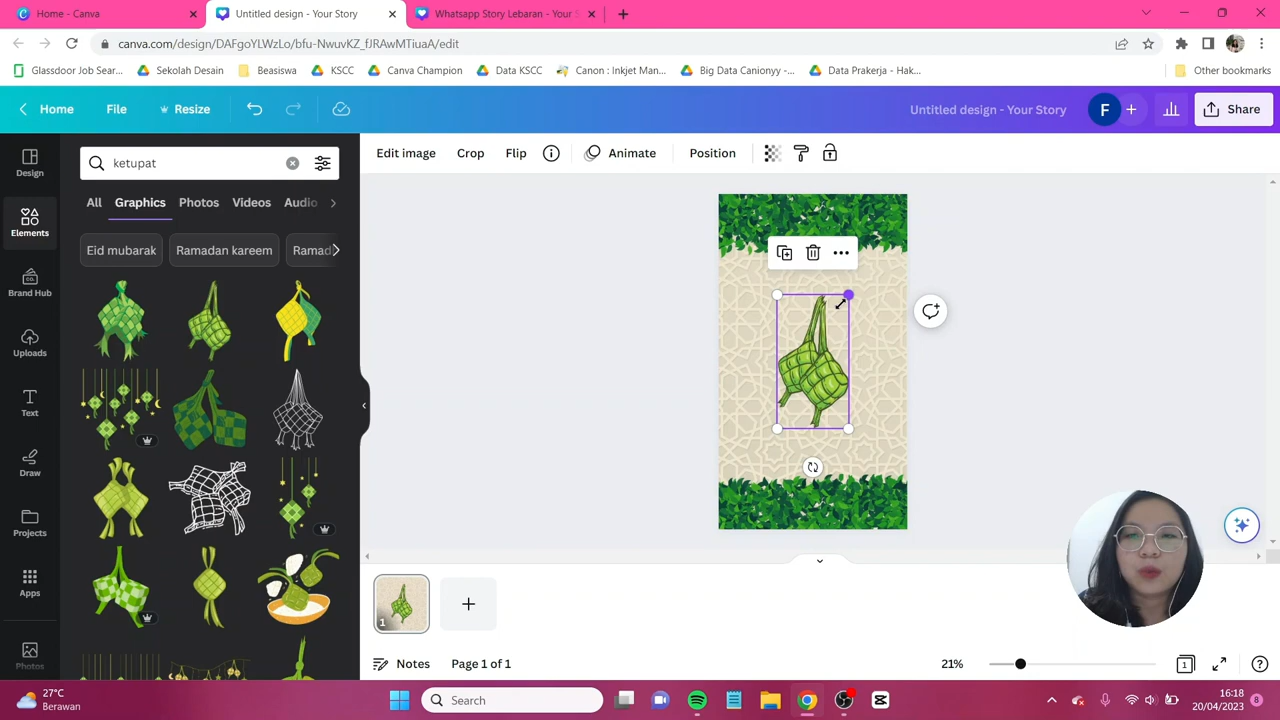 Home - Canva
Untitled design - Your Story
Whatsapp Story Lebaran - Your S
canva.com/design/DAFgoYLWzLo/bfu-NwuvKZ_fJRAwMTiuaA/edit
Glassdoor Job Sear...
Sekolah Desain
Beasiswa
KSCC
Canva Champion
Data KSCC
Canon : Inkjet Man...
Big Data Canionyy -...
Data Prakerja - Hak...
Other bookmarks
Home
File
Resize
Untitled design - Your Story
F
Share
Design
Elements
Brand Hub
Uploads
Text
Draw
Projects
Apps
Photos
ketupat
All
Graphics
Photos
Videos
Audio
Eid mubarak
Ramadan kareem
Ramad
Edit image
Crop
Flip
Animate
Position
1
Notes
Page 1 of 1
21%
1
27°C
Berawan
Search
16:18
20/04/2023
8